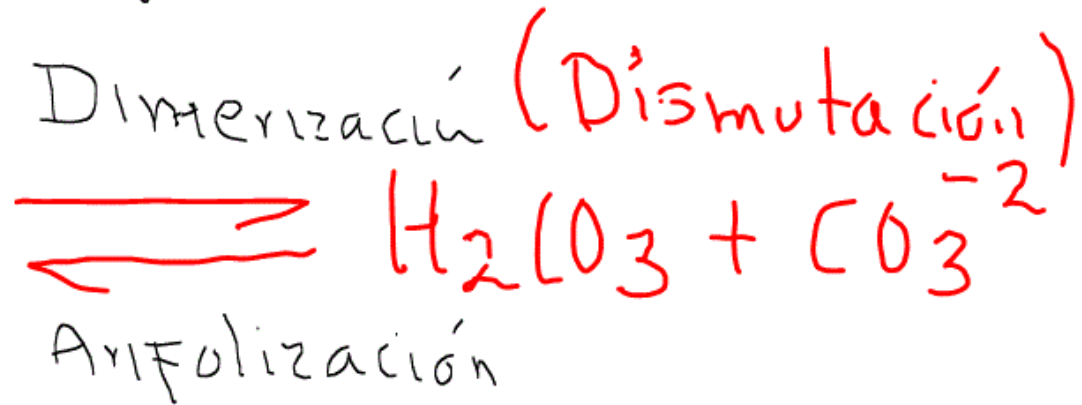 Dimerización (Dismutación)
⇌ H₂CO₃ + CO₃⁻²
Anfolización